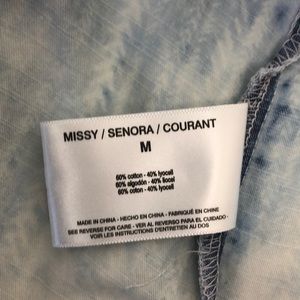 MISSY / SENORA / COURANT
M
60% cotton - 40% lyocell
60% algodón - 40% liocel
60% cotton - 40% lyocell
MADE IN CHINA - HECHO EN CHINA - FABRIQUÉ EN CHINE
SEE REVERSE FOR CARE - VER AL REVERSO PARA EL CUIDADO -
VOIR LES INSTRUCTIONS D'ENTRETIEN AU DOS